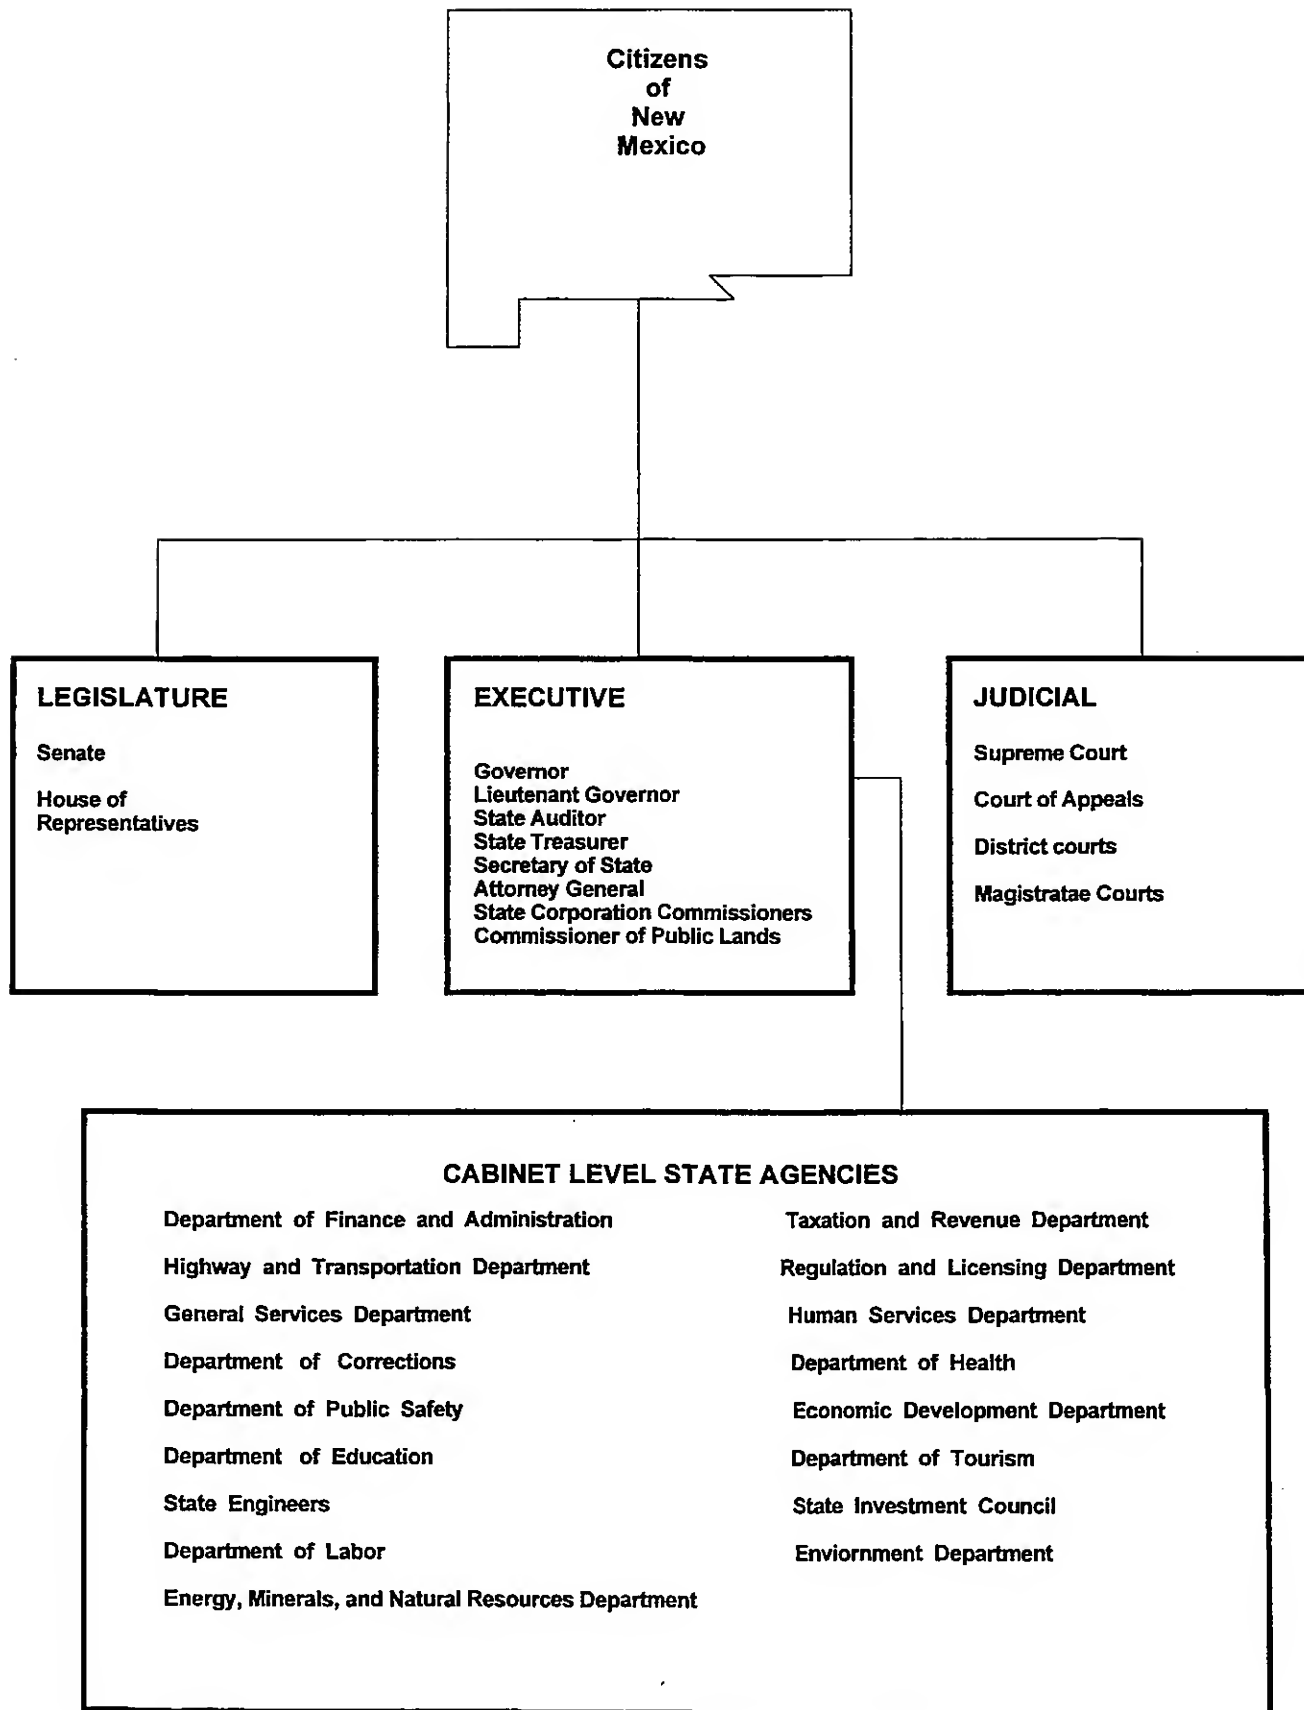 Citizens
of
New
Mexico
LEGISLATURE
Senate
House of
Representatives
EXECUTIVE
Governor
Lieutenant Governor
State Auditor
State Treasurer
Secretary of State
Attorney General
State Corporation Commissioners
Commissioner of Public Lands
JUDICIAL
Supreme Court
Court of Appeals
District courts
Magistratae Courts
CABINET LEVEL STATE AGENCIES
Department of Finance and Administration
Highway and Transportation Department
General Services Department
Department of Corrections
Department of Public Safety
Department of Education
State Engineers
Department of Labor
Energy, Minerals, and Natural Resources Department
Taxation and Revenue Department
Regulation and Licensing Department
Human Services Department
Department of Health
Economic Development Department
Department of Tourism
State Investment Council
Enviornment Department